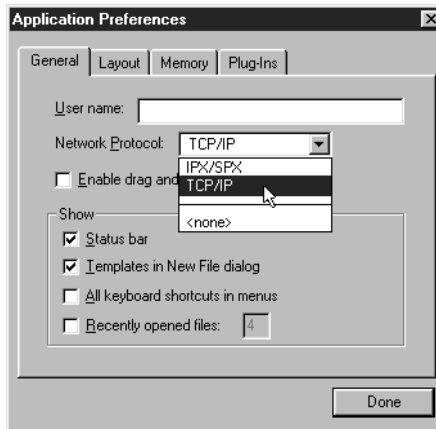 Application Preferences
General Layout Memory Plug-Ins
User name:
Network Protocol: TCP/IP
IPX/SPX
Enable drag and TCP/IP
<none>
Show
Status bar
Templates in New File dialog
All keyboard shortcuts in menus
Recently opened files: 4
Done